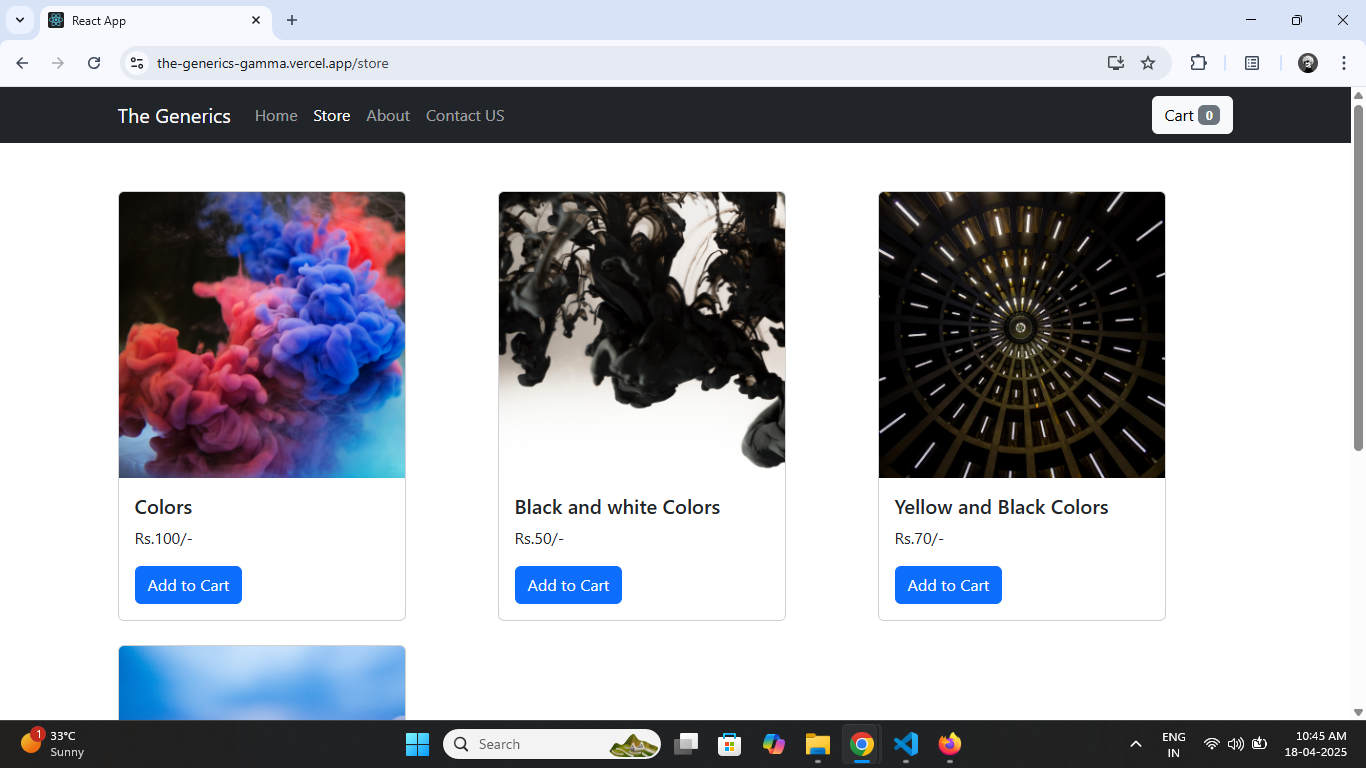 React App
the-generics-gamma.vercel.app/store
The Generics Home Store About Contact US Cart 0
Colors
Rs.100/-
Add to Cart
Black and white Colors
Rs.50/-
Add to Cart
Yellow and Black Colors
Rs.70/-
Add to Cart
1
33°C
Sunny
Search
ENG
IN
10:45 AM
18-04-2025